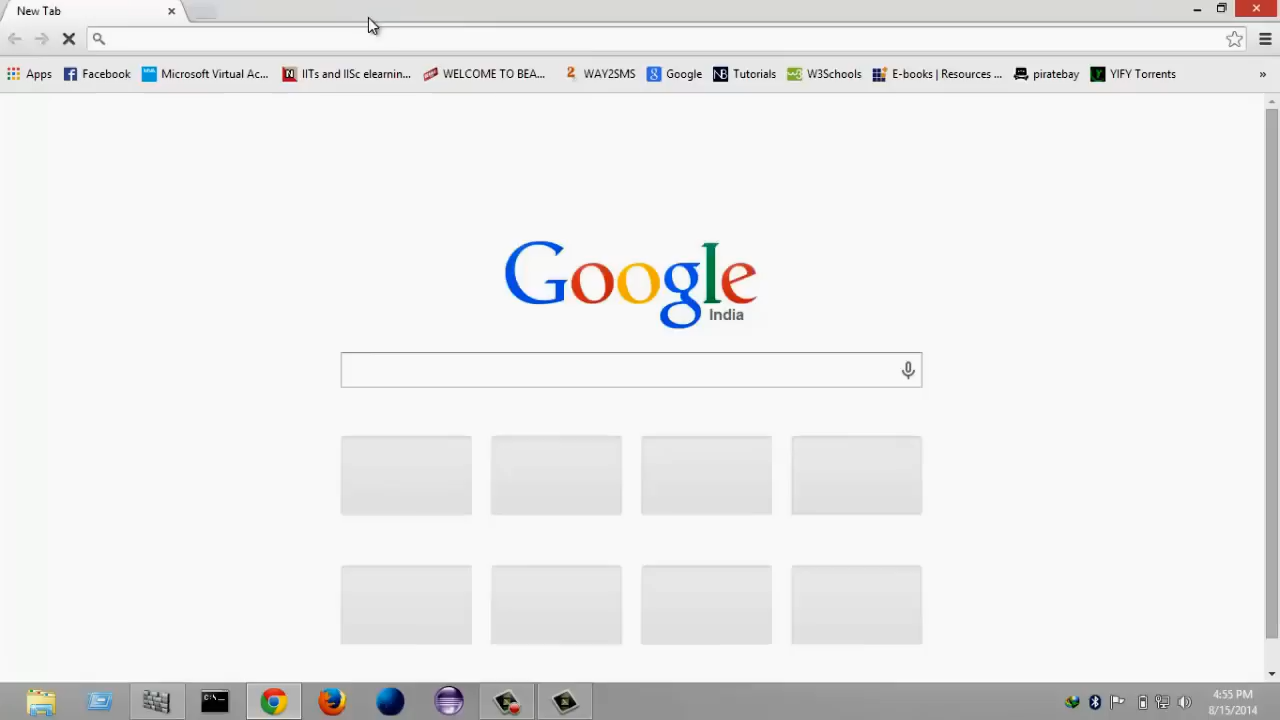 New Tab
Apps Facebook Microsoft Virtual Ac... IITs and IISc elearnin... WELCOME TO BEA... WAY2SMS Google Tutorials W3Schools E-books | Resources ... piratebay YIFY Torrents »
Google
India
4:55 PM
8/15/2014